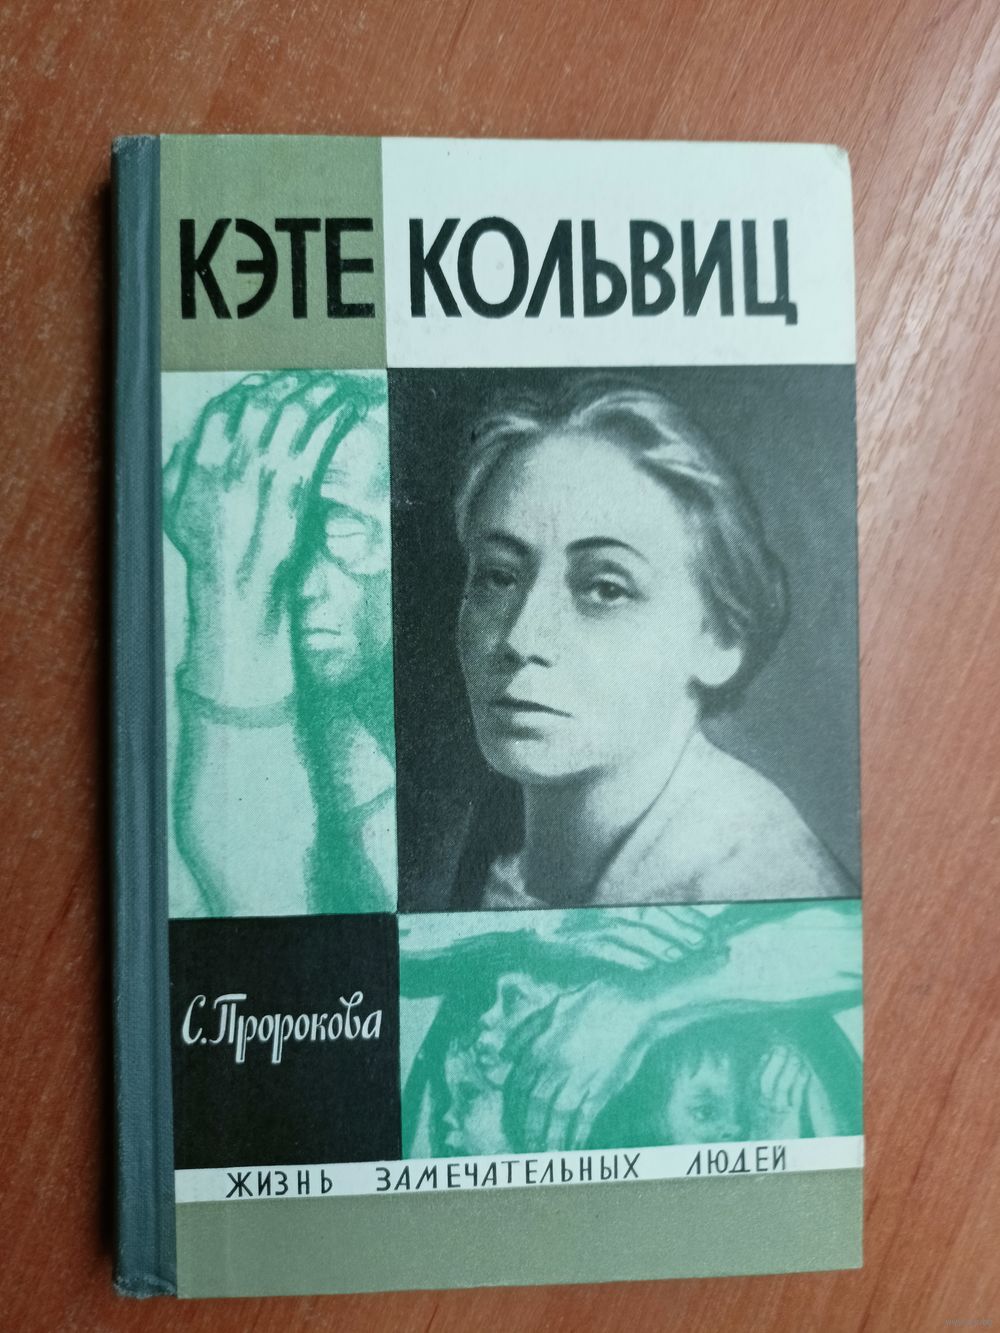 КЭТЕ КОЛЬВИЦ
С. Пророкова
ЖИЗНЬ ЗАМЕЧАТЕЛЬНЫХ ЛЮДЕЙ